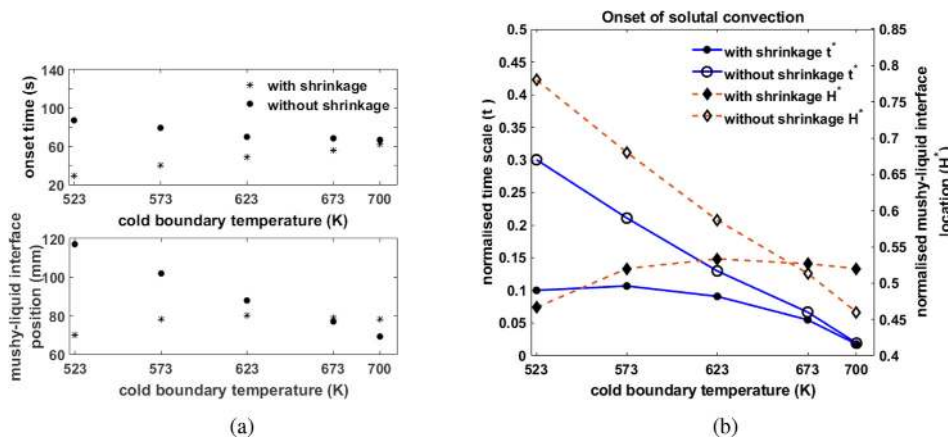 140
100
60
20
onset time (s)
with shrinkage
without shrinkage
523 573 623 673 700
cold boundary temperature (K)
120
100
80
60
mushy-liquid interface
position (mm)
523 573 623 673 700
cold boundary temperature (K)
(a)
Onset of solutal convection
0.5
0.45
0.4
0.35
0.3
0.25
0.2
0.15
0.1
0.05
0
normalised time scale (t*)
with shrinkage t*
without shrinkage t*
with shrinkage H*
without shrinkage H*
0.85
0.8
0.75
0.7
0.65
0.6
0.55
0.5
0.45
0.4
normalised mushy-liquid interface
location (H*)
523 573 623 673 700
cold boundary temperature (K)
(b)